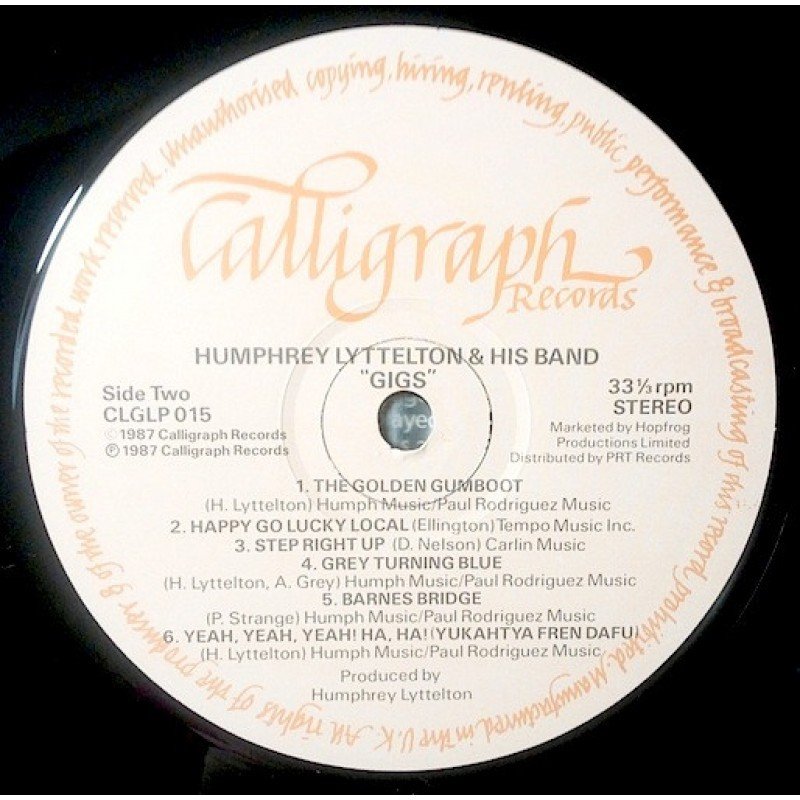 All rights of the producer & of the owner of the recorded work reserved. Unauthorised copying, hiring, renting, public performance & broadcasting of this record prohibited. Manufactured in the U.K.
Calligraph
Records
HUMPHREY LYTTELTON & HIS BAND
"GIGS"
Side Two
CLGLP 015
© 1987 Calligraph Records
℗ 1987 Calligraph Records
33⅓ rpm
STEREO
Marketed by Hopfrog
Productions Limited
Distributed by PRT Records
1. THE GOLDEN GUMBOOT
(H. Lyttelton) Humph Music/Paul Rodriguez Music
2. HAPPY GO LUCKY LOCAL (Ellington) Tempo Music Inc.
3. STEP RIGHT UP (D. Nelson) Carlin Music
4. GREY TURNING BLUE
(H. Lyttelton, A. Grey) Humph Music/Paul Rodriguez Music
5. BARNES BRIDGE
(P. Strange) Humph Music/Paul Rodriguez Music
6. YEAH, YEAH, YEAH! HA, HA! (YUKAHTYA FREN DAFU)
(H. Lyttelton) Humph Music/Paul Rodriguez Music
Produced by
Humphrey Lyttelton